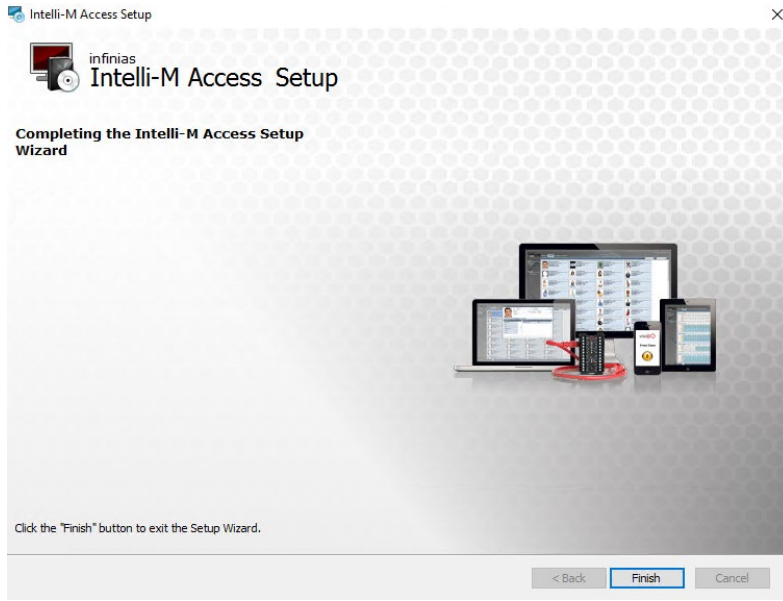 Intelli-M Access Setup
infinias
Intelli-M Access Setup
Completing the Intelli-M Access Setup
Wizard
Click the "Finish" button to exit the Setup Wizard.
< Back
Finish
Cancel